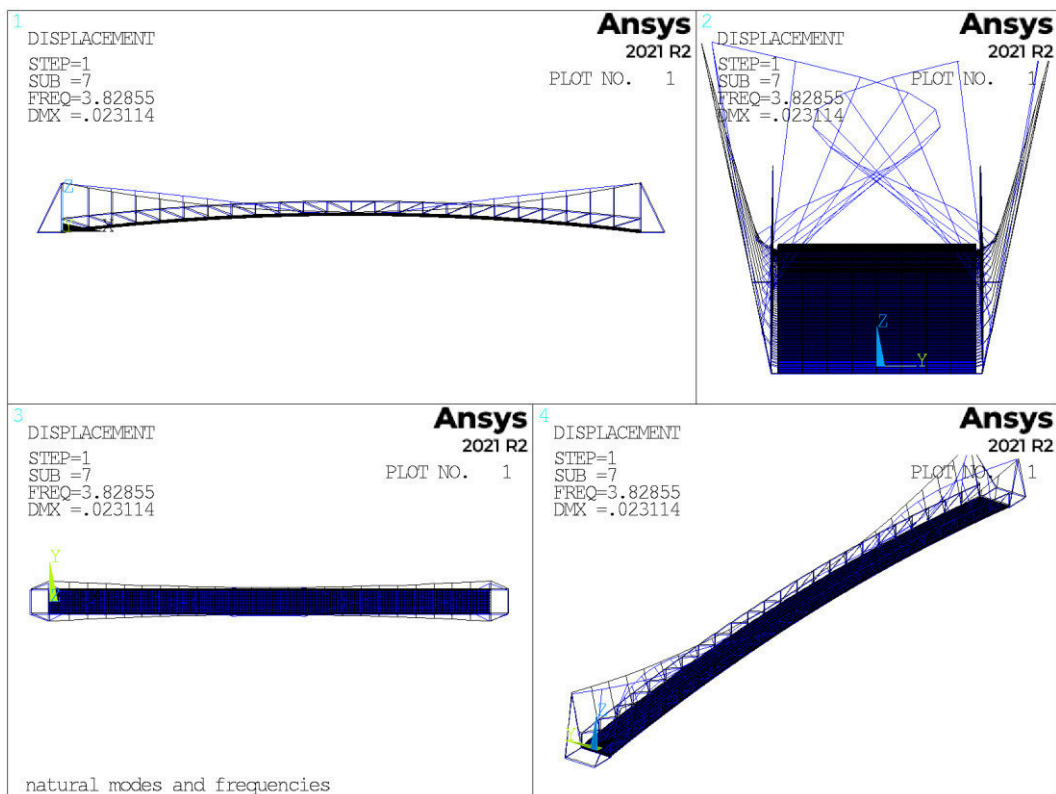 1
Ansys
2021 R2
DISPLACEMENT
STEP=1
SUB =7
FREQ=3.82855
DMX =.023114
PLOT NO. 1
Z
X
2
Ansys
2021 R2
DISPLACEMENT
STEP=1
SUB =7
FREQ=3.82855
DMX =.023114
PLOT NO. 1
Z
Y
3
Ansys
2021 R2
DISPLACEMENT
STEP=1
SUB =7
FREQ=3.82855
DMX =.023114
PLOT NO. 1
Y
natural modes and frequencies
4
Ansys
2021 R2
DISPLACEMENT
STEP=1
SUB =7
FREQ=3.82855
DMX =.023114
PLOT NO. 1
Z
Y